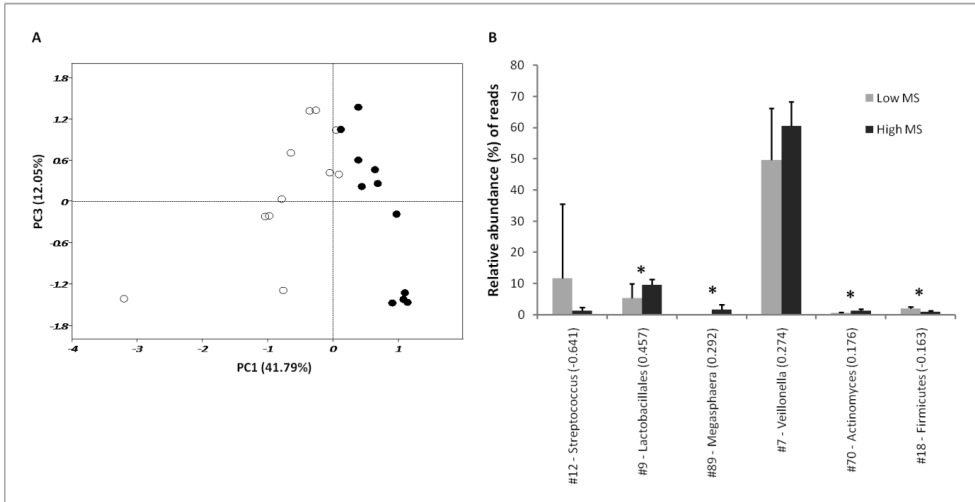 A
1.8
1.2
0.6
0
-0.6
-1.2
-1.8
PC3 (12.05%)
-4
-3
-2
-1
0
1
PC1 (41.79%)
B
80
70
60
50
40
30
20
10
0
Relative abundance (%) of reads
Low MS
High MS
*
*
*
*
#12 - Streptococcus (-0.641)
#9 - Lactobacillales (0.457)
#89 - Megasphaera (0.292)
#7 - Veillonella (0.274)
#70 - Actinomyces (0.176)
#18 - Firmicutes (-0.163)